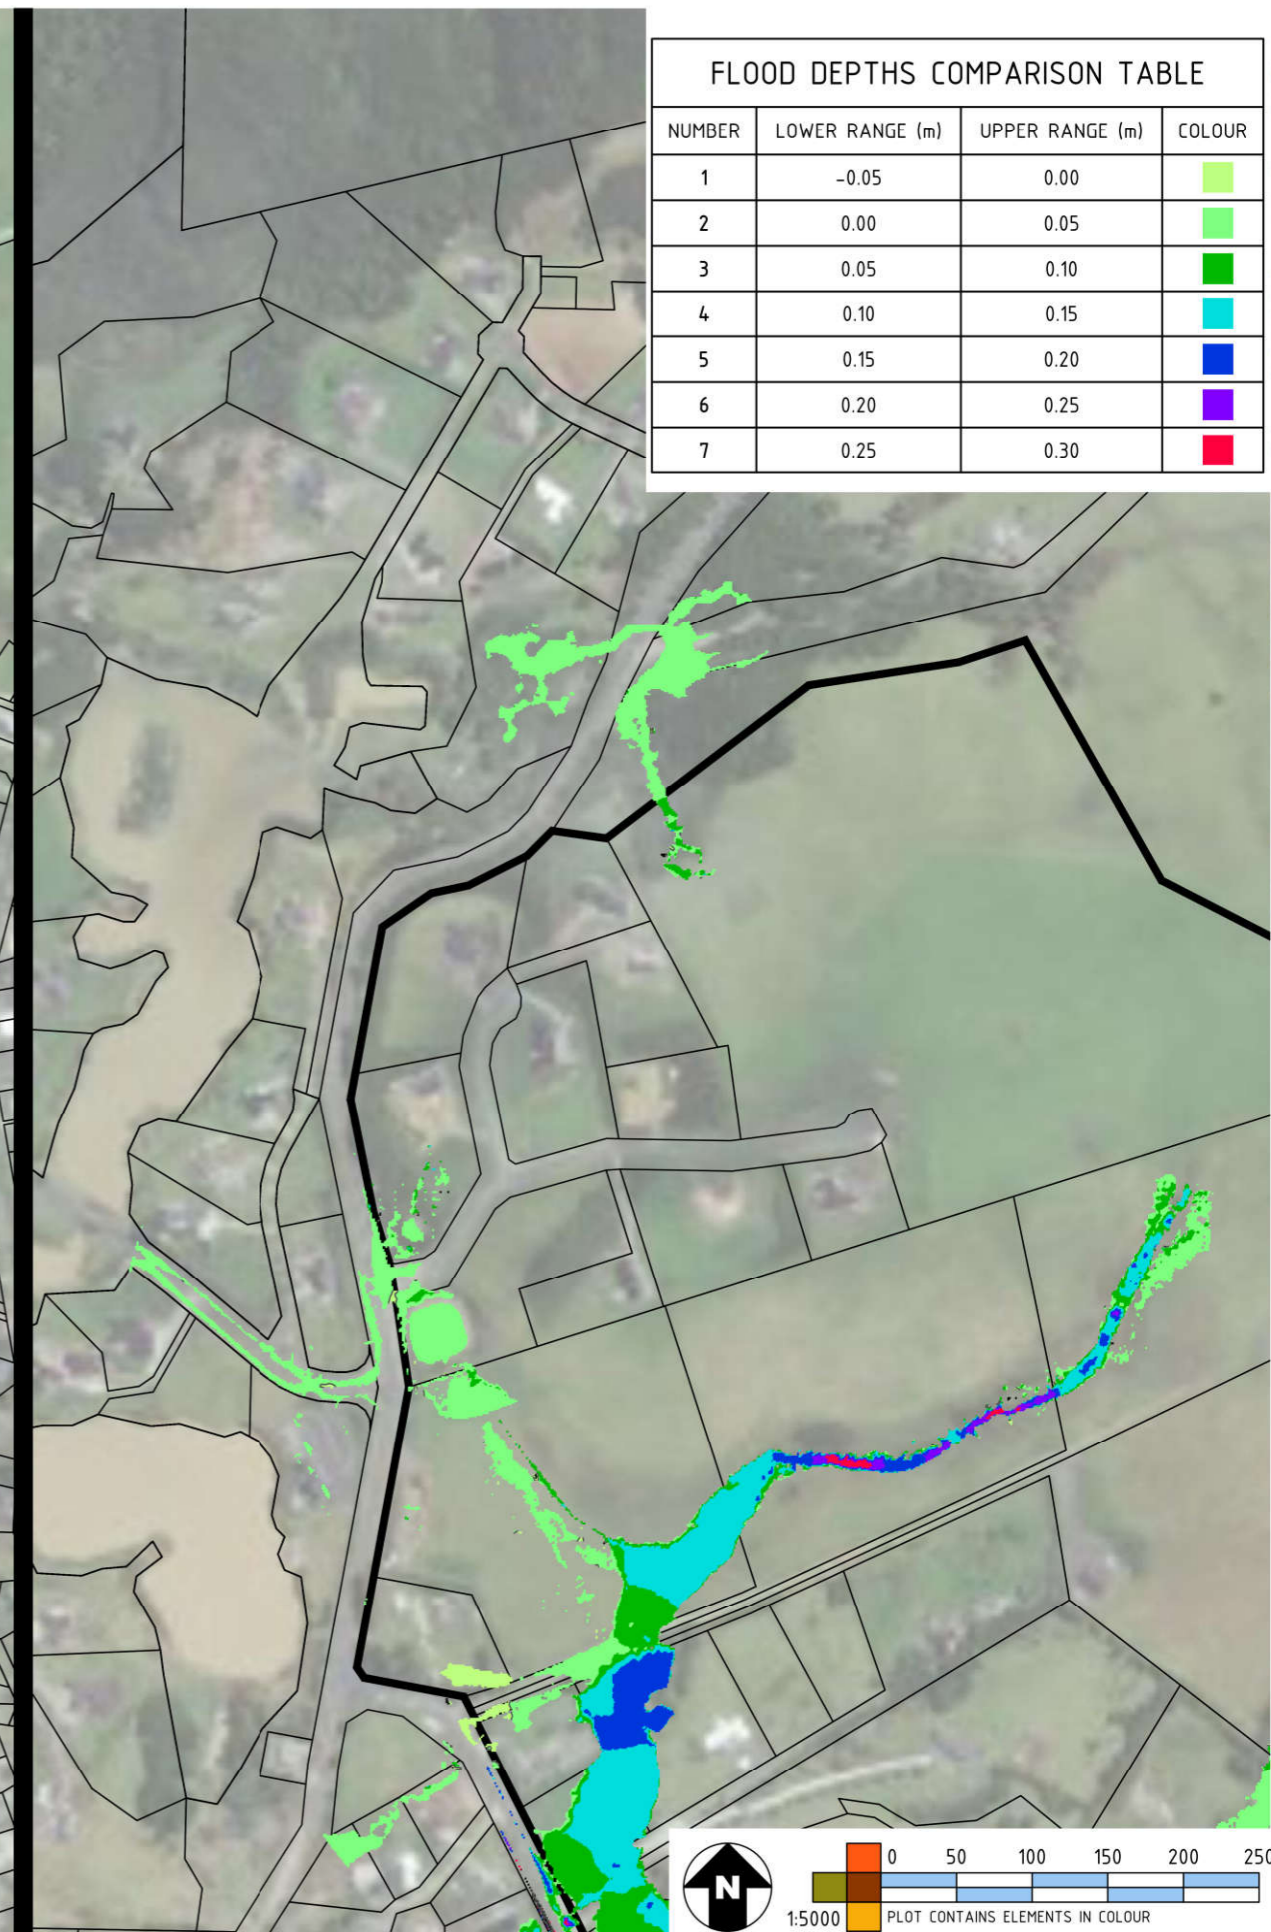 FLOOD DEPTHS COMPARISON TABLE
NUMBER LOWER RANGE (m) UPPER RANGE (m) COLOUR
1 -0.05 0.00
2 0.00 0.05
3 0.05 0.10
4 0.10 0.15
5 0.15 0.20
6 0.20 0.25
7 0.25 0.30
N
0 50 100 150 200 250
1:5000 PLOT CONTAINS ELEMENTS IN COLOUR